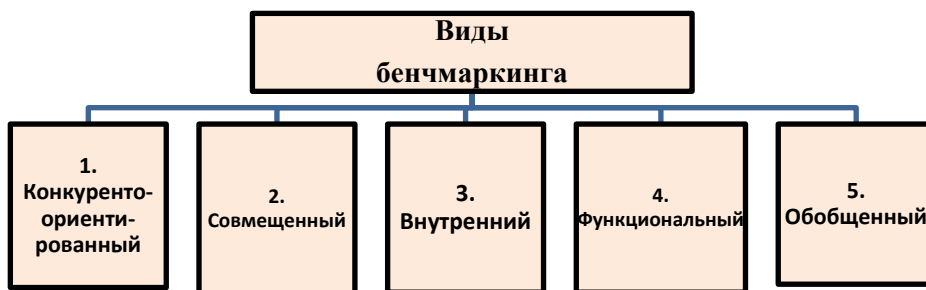 Виды
бенчмаркинга
1.
Конкуренто-
ориенти-
рованный
2.
Совмещенный
3.
Внутренний
4.
Функциональный
5.
Обобщенный